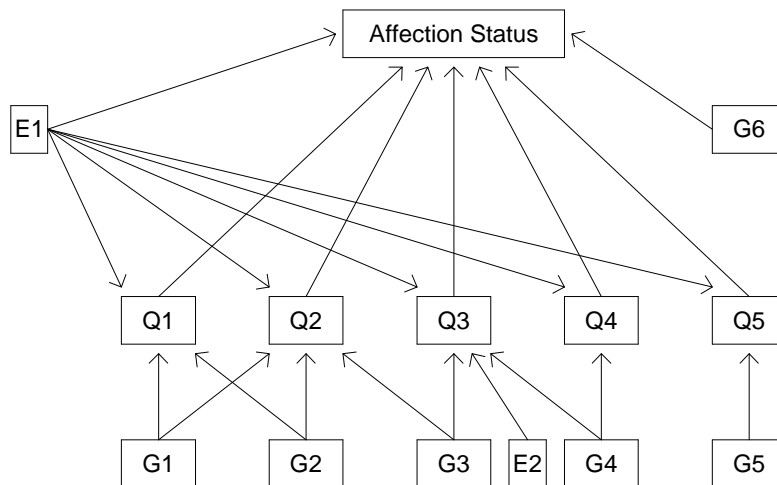 Affection Status
E1
G6
Q1 Q2 Q3 Q4 Q5
G1 G2 G3 E2 G4 G5